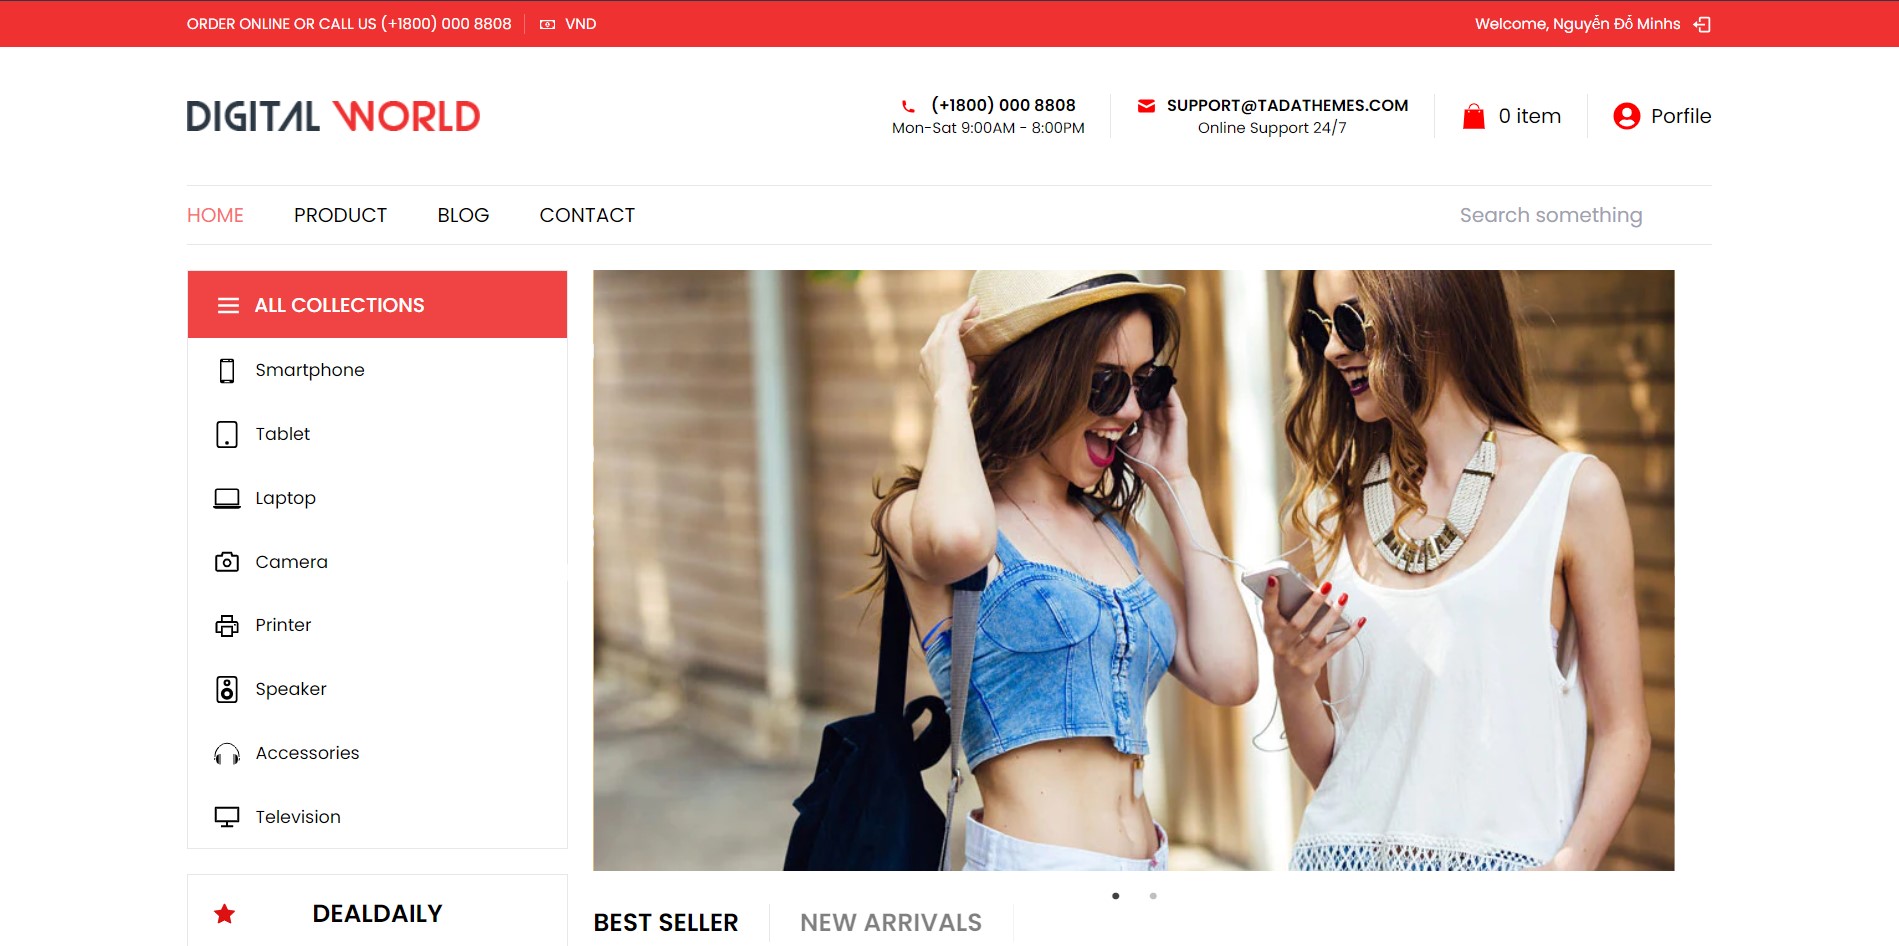 ORDER ONLINE OR CALL US (+1800) 000 8808 VND
Welcome, Nguyễn Đỗ Minhs
DIGITAL WORLD
(+1800) 000 8808
Mon-Sat 9:00AM - 8:00PM
SUPPORT@TADATHEMES.COM
Online Support 24/7
0 item
Porfile
HOME PRODUCT BLOG CONTACT
Search something
ALL COLLECTIONS
Smartphone
Tablet
Laptop
Camera
Printer
Speaker
Accessories
Television
DEALDAILY
BEST SELLER NEW ARRIVALS